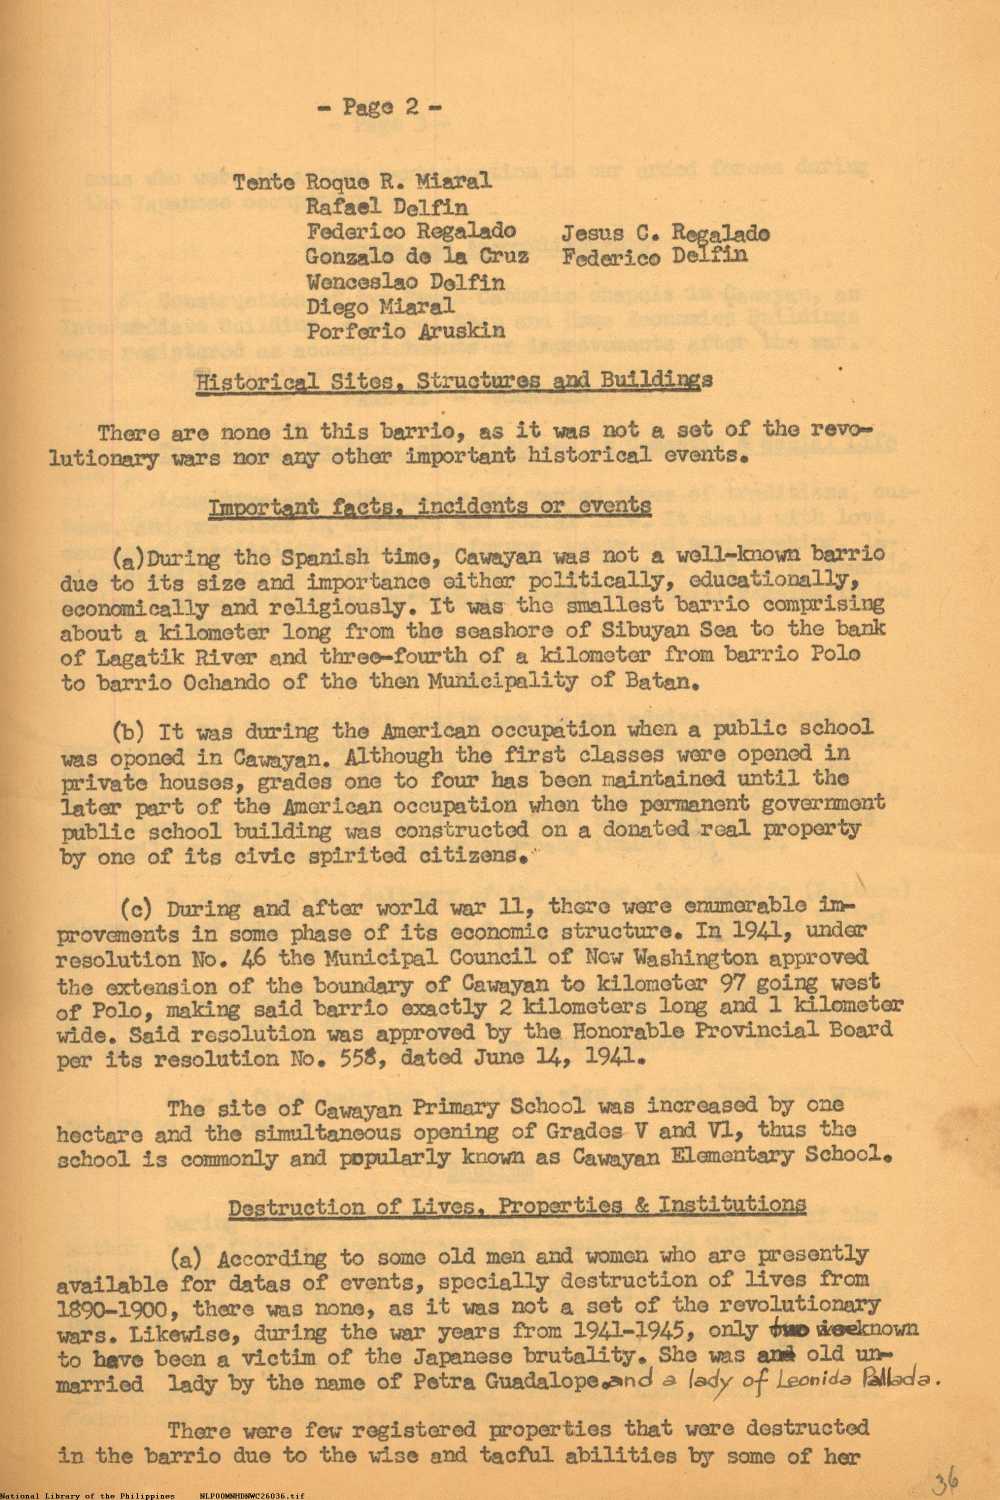 - Page 2 -
Tente Roque R. Miaral
Rafael Delfin
Federico Regalado    Jesus C. Regalado
Gonzalo de la Cruz    Federico Delfin
Wenceslao Delfin
Diego Miaral
Porferio Aruskin
Historical Sites, Structures and Buildings
There are none in this barrio, as it was not a set of the revo-
lutionary wars nor any other important historical events.
Important facts, incidents or events
(a)During the Spanish time, Cawayan was not a well-known barrio
due to its size and importance either politically, educationally,
economically and religiously. It was the smallest barrio comprising
about a kilometer long from the seashore of Sibuyan Sea to the bank
of Lagatik River and three-fourth of a kilometer from barrio Polo
to barrio Ochando of the then Municipality of Batan.
(b) It was during the American occupation when a public school
was opened in Cawayan. Although the first classes were opened in
private houses, grades one to four has been maintained until the
later part of the American occupation when the permanent government
public school building was constructed on a donated real property
by one of its civic spirited citizens.
(c) During and after world war 11, there were enumerable im-
provements in some phase of its economic structure. In 1941, under
resolution No. 46 the Municipal Council of New Washington approved
the extension of the boundary of Cawayan to kilometer 97 going west
of Polo, making said barrio exactly 2 kilometers long and 1 kilometer
wide. Said resolution was approved by the Honorable Provincial Board
per its resolution No. 558, dated June 14, 1941.
The site of Cawayan Primary School was increased by one
hectare and the simultaneous opening of Grades V and V1, thus the
school is commonly and popularly known as Cawayan Elementary School.
Destruction of Lives, Properties & Institutions
(a) According to some old men and women who are presently
available for datas of events, specially destruction of lives from
1890-1900, there was none, as it was not a set of the revolutionary
wars. Likewise, during the war years from 1941-1945, only two known
to have been a victim of the Japanese brutality. She was and old un-
married lady by the name of Petra Guadalope and a lady of Leonida Pallada.
There were few registered properties that were destructed
in the barrio due to the wise and tacful abilities by some of her
36
National Library of the Philippines    NLP00MNHDNWC26036.tif